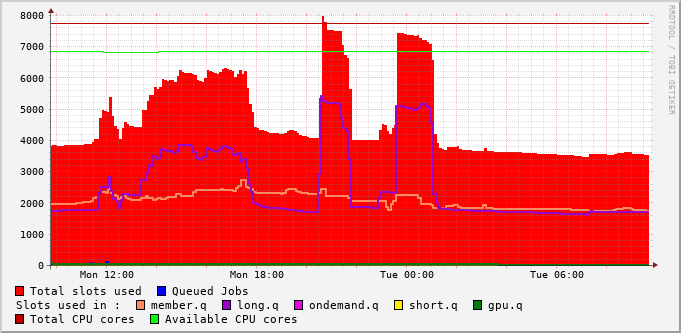 RRDTOOL / TOBI OETIKER
8000
7000
6000
5000
4000
3000
2000
1000
0
Mon 12:00 Mon 18:00 Tue 00:00 Tue 06:00
Total slots used Queued Jobs
Slots used in : member.q long.q ondemand.q short.q gpu.q
Total CPU cores Available CPU cores